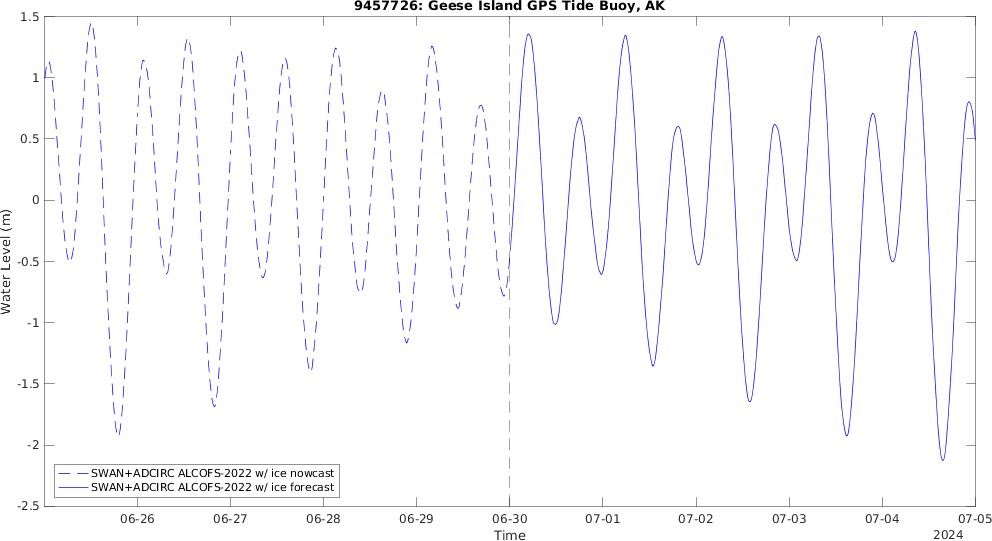 9457726: Geese Island GPS Tide Buoy, AK
1.5
1
0.5
0
-0.5
-1
-1.5
-2
-2.5
Water Level (m)
SWAN+ADCIRC ALCOFS-2022 w/ ice nowcast
SWAN+ADCIRC ALCOFS-2022 w/ ice forecast
06-26 06-27 06-28 06-29 06-30 07-01 07-02 07-03 07-04 07-05
Time
2024